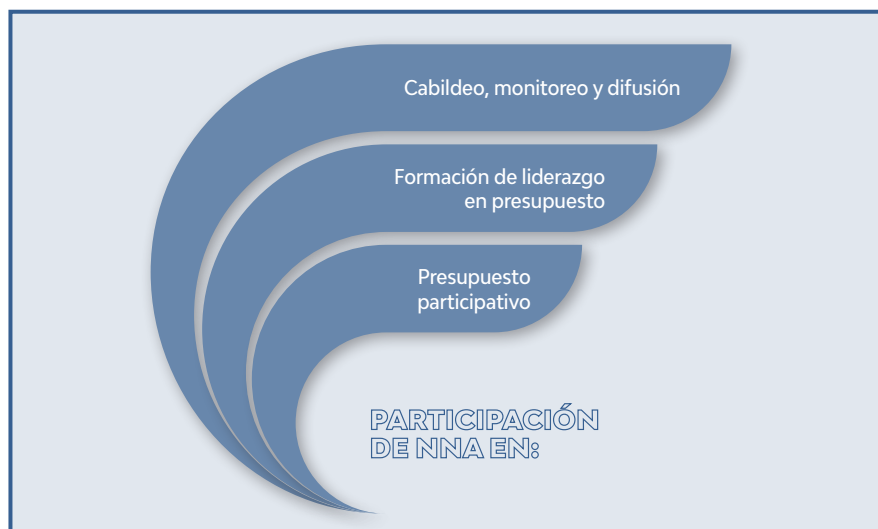 Cabildeo, monitoreo y difusión
Formación de liderazgo
en presupuesto
Presupuesto
participativo
PARTICIPACIÓN
DE NNA EN: